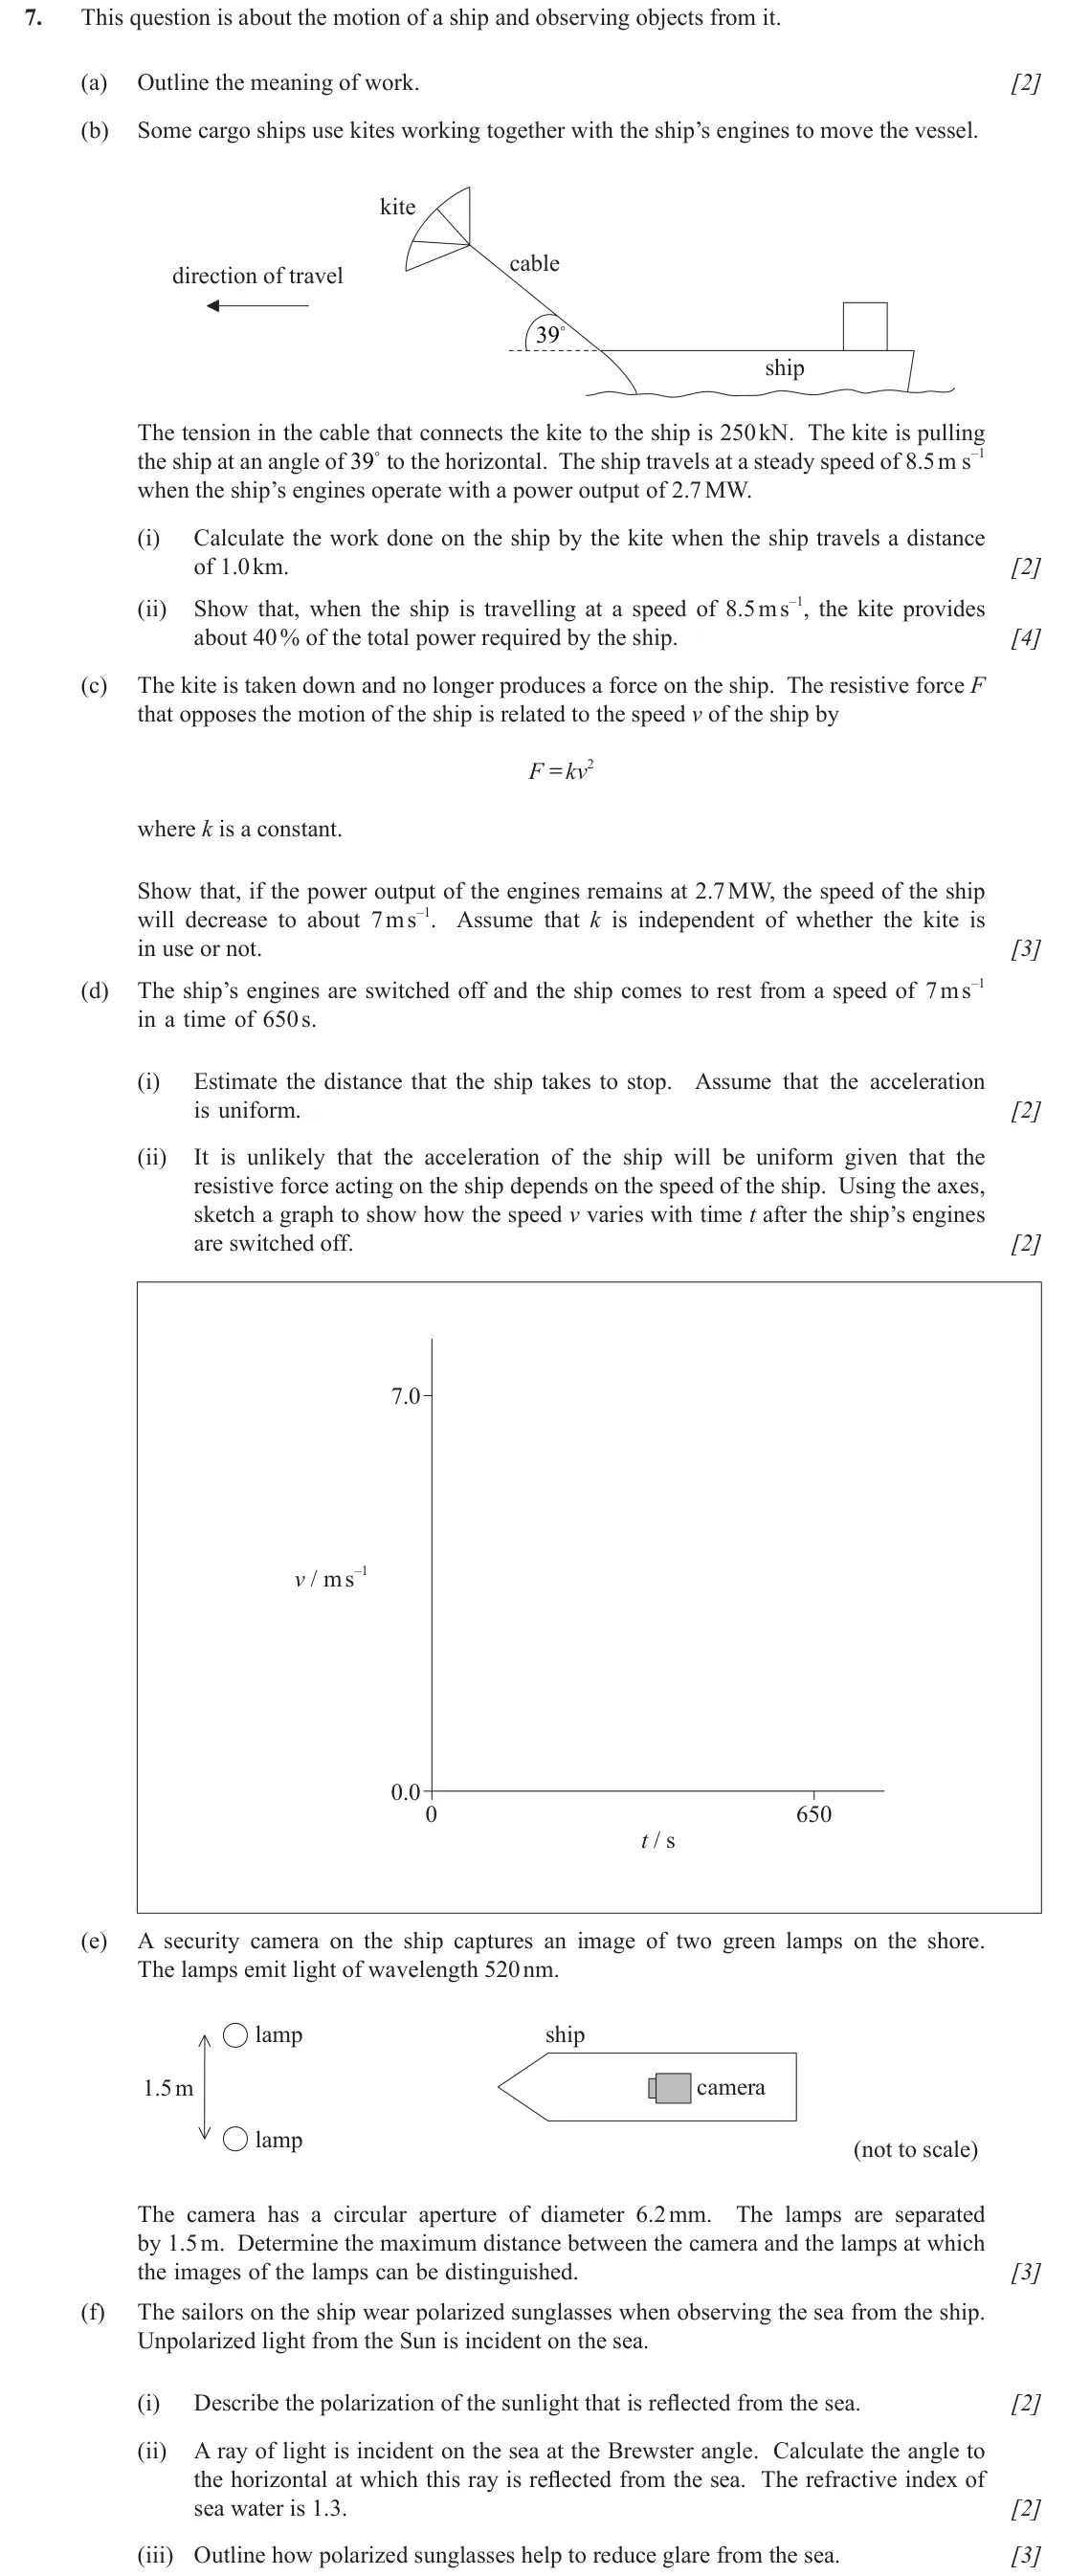 7. This question is about the motion of a ship and observing objects from it.
(a) Outline the meaning of work. [2]
(b) Some cargo ships use kites working together with the ship’s engines to move the vessel.
kite
cable
direction of travel
39°
ship
The tension in the cable that connects the kite to the ship is 250 kN. The kite is pulling
the ship at an angle of 39° to the horizontal. The ship travels at a steady speed of 8.5 m s⁻¹
when the ship’s engines operate with a power output of 2.7 MW.
(i) Calculate the work done on the ship by the kite when the ship travels a distance
of 1.0 km. [2]
(ii) Show that, when the ship is travelling at a speed of 8.5 m s⁻¹, the kite provides
about 40 % of the total power required by the ship. [4]
(c) The kite is taken down and no longer produces a force on the ship. The resistive force F
that opposes the motion of the ship is related to the speed v of the ship by
F = kv²
where k is a constant.
Show that, if the power output of the engines remains at 2.7 MW, the speed of the ship
will decrease to about 7 m s⁻¹. Assume that k is independent of whether the kite is
in use or not. [3]
(d) The ship’s engines are switched off and the ship comes to rest from a speed of 7 m s⁻¹
in a time of 650 s.
(i) Estimate the distance that the ship takes to stop. Assume that the acceleration
is uniform. [2]
(ii) It is unlikely that the acceleration of the ship will be uniform given that the
resistive force acting on the ship depends on the speed of the ship. Using the axes,
sketch a graph to show how the speed v varies with time t after the ship’s engines
are switched off. [2]
7.0
v / m s⁻¹
0.0
0 650
t / s
(e) A security camera on the ship captures an image of two green lamps on the shore.
The lamps emit light of wavelength 520 nm.
lamp ship
1.5 m camera
lamp
(not to scale)
The camera has a circular aperture of diameter 6.2 mm. The lamps are separated
by 1.5 m. Determine the maximum distance between the camera and the lamps at which
the images of the lamps can be distinguished. [3]
(f) The sailors on the ship wear polarized sunglasses when observing the sea from the ship.
Unpolarized light from the Sun is incident on the sea.
(i) Describe the polarization of the sunlight that is reflected from the sea. [2]
(ii) A ray of light is incident on the sea at the Brewster angle. Calculate the angle to
the horizontal at which this ray is reflected from the sea. The refractive index of
sea water is 1.3. [2]
(iii) Outline how polarized sunglasses help to reduce glare from the sea. [3]